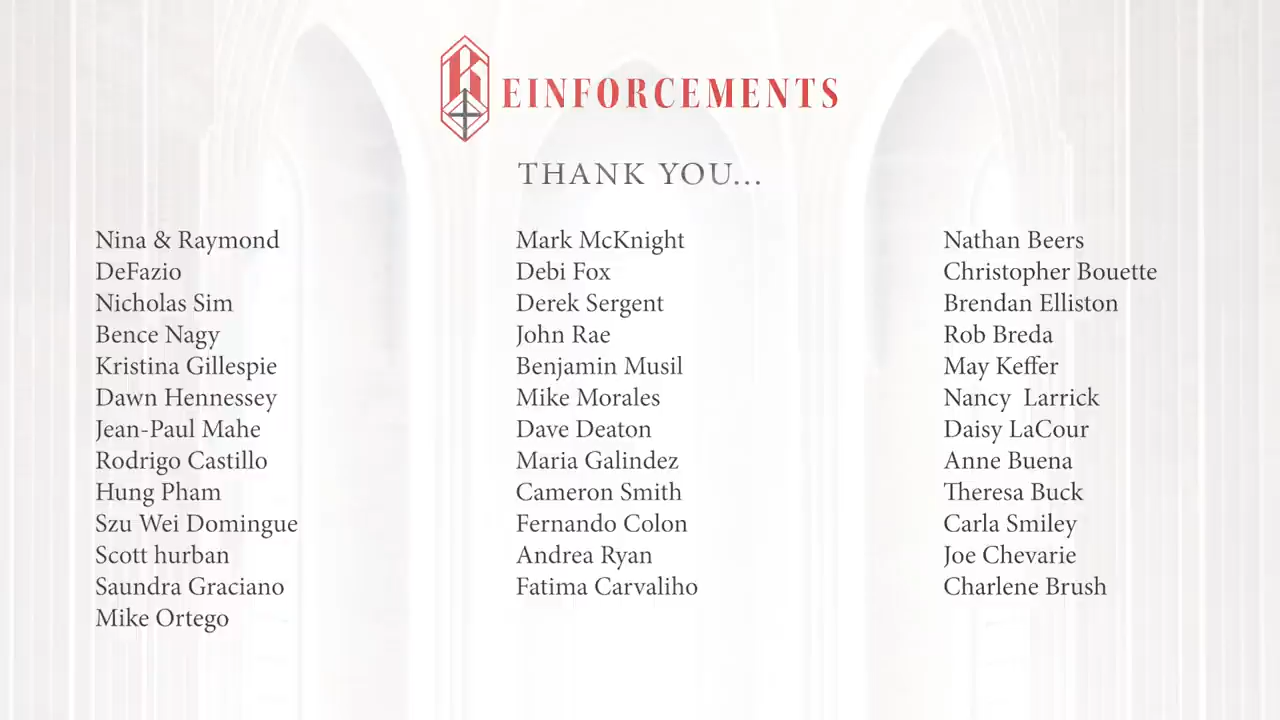 REINFORCEMENTS
THANK YOU...
Nina & Raymond
DeFazio
Nicholas Sim
Bence Nagy
Kristina Gillespie
Dawn Hennessey
Jean-Paul Mahe
Rodrigo Castillo
Hung Pham
Szu Wei Domingue
Scott hurban
Saundra Graciano
Mike Ortego
Mark McKnight
Debi Fox
Derek Sergent
John Rae
Benjamin Musil
Mike Morales
Dave Deaton
Maria Galindez
Cameron Smith
Fernando Colon
Andrea Ryan
Fatima Carvaliho
Nathan Beers
Christopher Bouette
Brendan Elliston
Rob Breda
May Keffer
Nancy  Larrick
Daisy LaCour
Anne Buena
Theresa Buck
Carla Smiley
Joe Chevarie
Charlene Brush